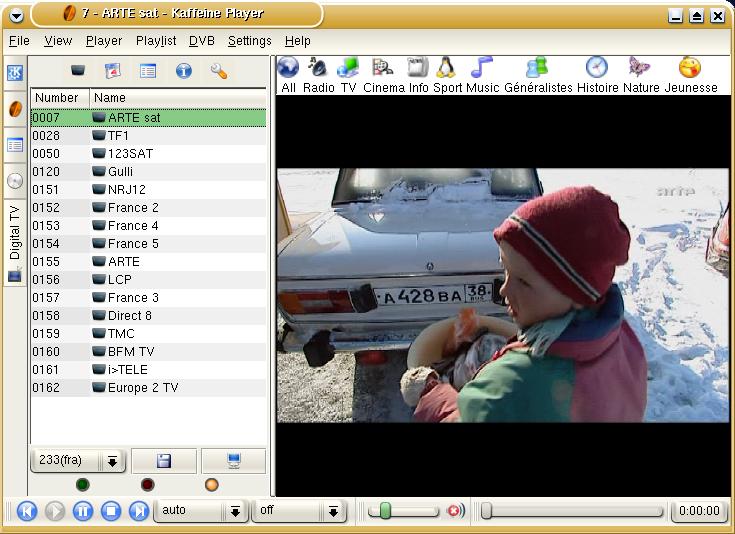 7 - ARTE sat - Kaffeine Player
File View Player Playlist DVB Settings Help
All Radio TV Cinema Info Sport Music Généralistes Histoire Nature Jeunesse
Number Name
0007 ARTE sat
0028 TF1
0050 123SAT
0120 Gulli
0151 NRJ12
0152 France 2
0153 France 4
0154 France 5
0155 ARTE
0156 LCP
0157 France 3
0158 Direct 8
0159 TMC
0160 BFM TV
0161 i>TELE
0162 Europe 2 TV
Digital TV
arte
А428ВА 38
RUS
233(fra)
auto off 0:00:00